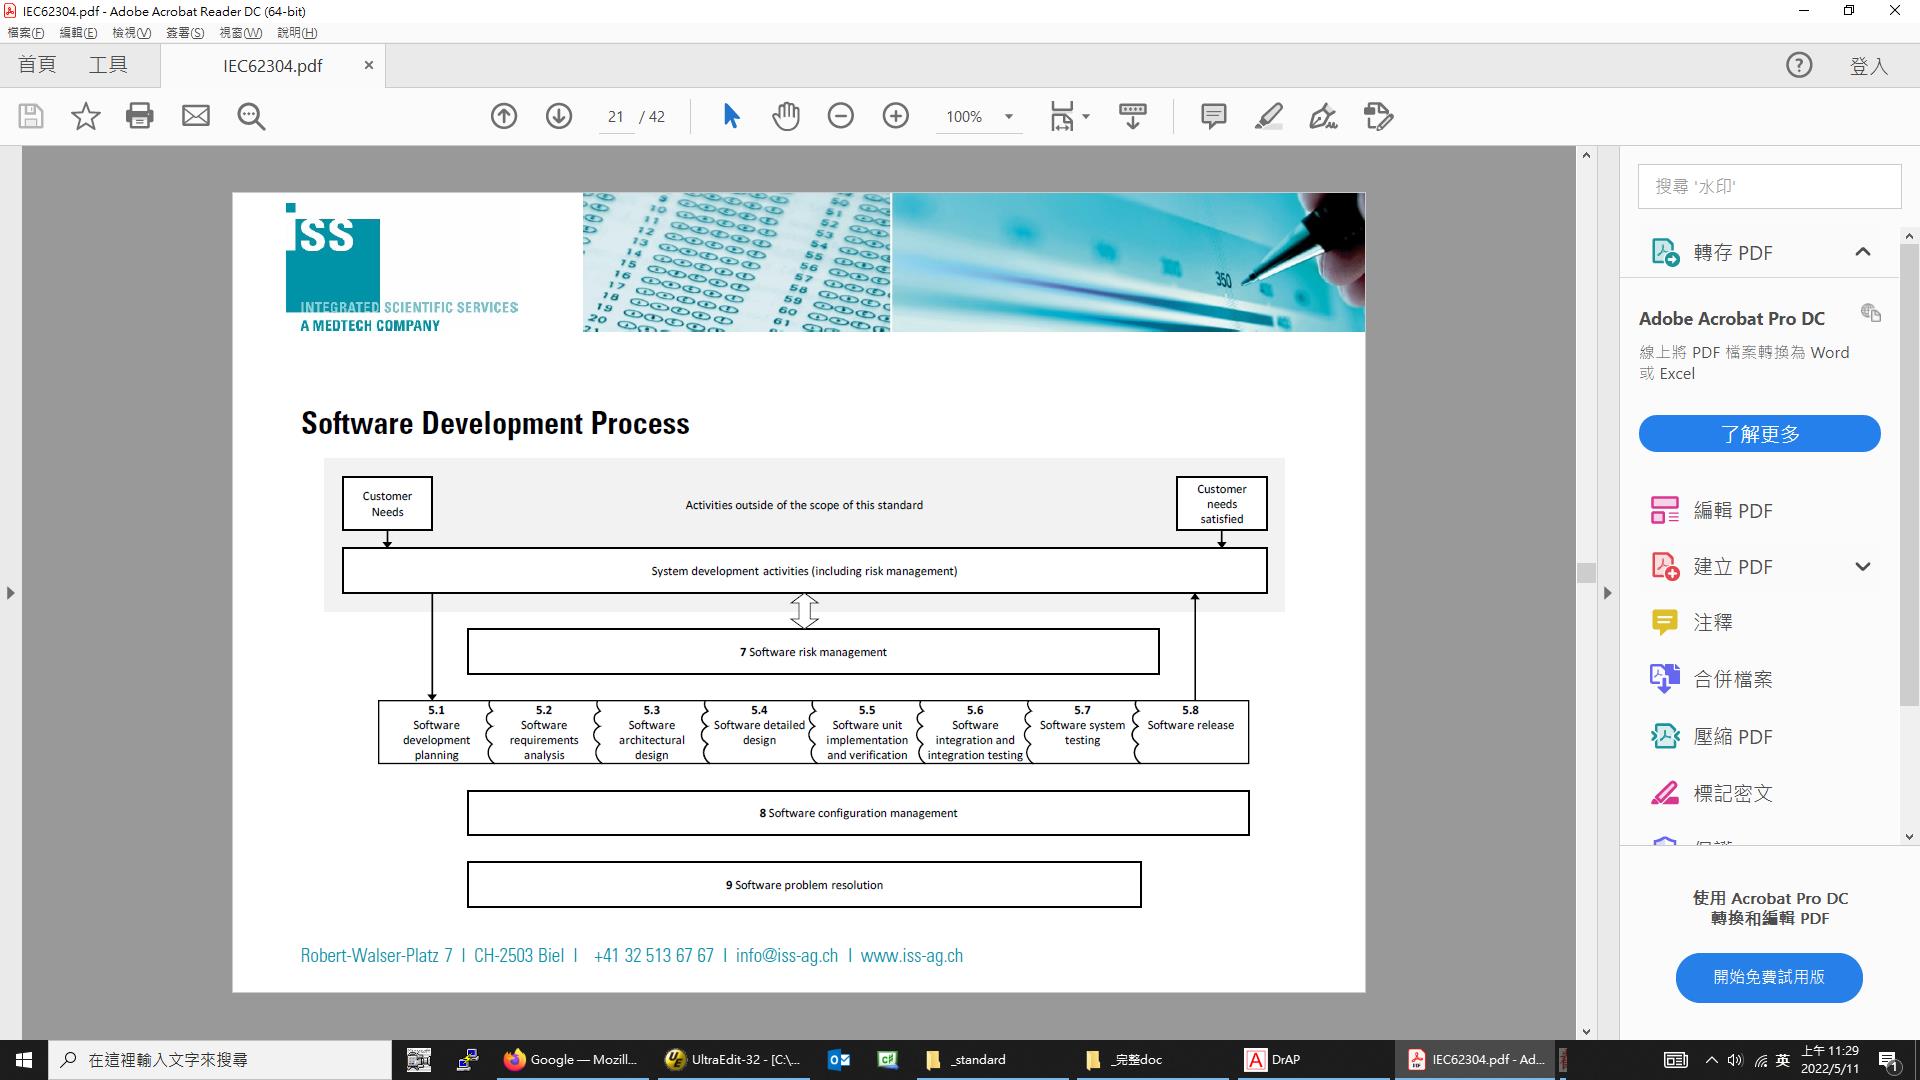 IEC62304.pdf - Adobe Acrobat Reader DC (64-bit)
檔案(F) 編輯(E) 檢視(V) 簽署(S) 視窗(W) 說明(H)
首頁 工具 IEC62304.pdf × 登入
21 / 42 100%
搜尋 '水印'
轉存 PDF
Adobe Acrobat Pro DC
線上將 PDF 檔案轉換為 Word
或 Excel
了解更多
編輯 PDF
建立 PDF
注釋
合併檔案
壓縮 PDF
標記密文
使用 Acrobat Pro DC
轉換和編輯 PDF
開始免費試用版
iss
INTEGRATED SCIENTIFIC SERVICES
A MEDTECH COMPANY
350
Software Development Process
Customer
Needs
Activities outside of the scope of this standard
Customer
needs
satisfied
System development activities (including risk management)
7 Software risk management
5.1
Software
development
planning
5.2
Software
requirements
analysis
5.3
Software
architectural
design
5.4
Software detailed
design
5.5
Software unit
implementation
and verification
5.6
Software
integration and
integration testing
5.7
Software system
testing
5.8
Software release
8 Software configuration management
9 Software problem resolution
Robert-Walser-Platz 7 I CH-2503 Biel I +41 32 513 67 67 I info@iss-ag.ch I www.iss-ag.ch
在這裡輸入文字來搜尋
Google — Mozill...
UltraEdit-32 - [C:\...
_standard
_完整doc
DrAP
IEC62304.pdf - Ad...
英
上午 11:29
2022/5/11
1